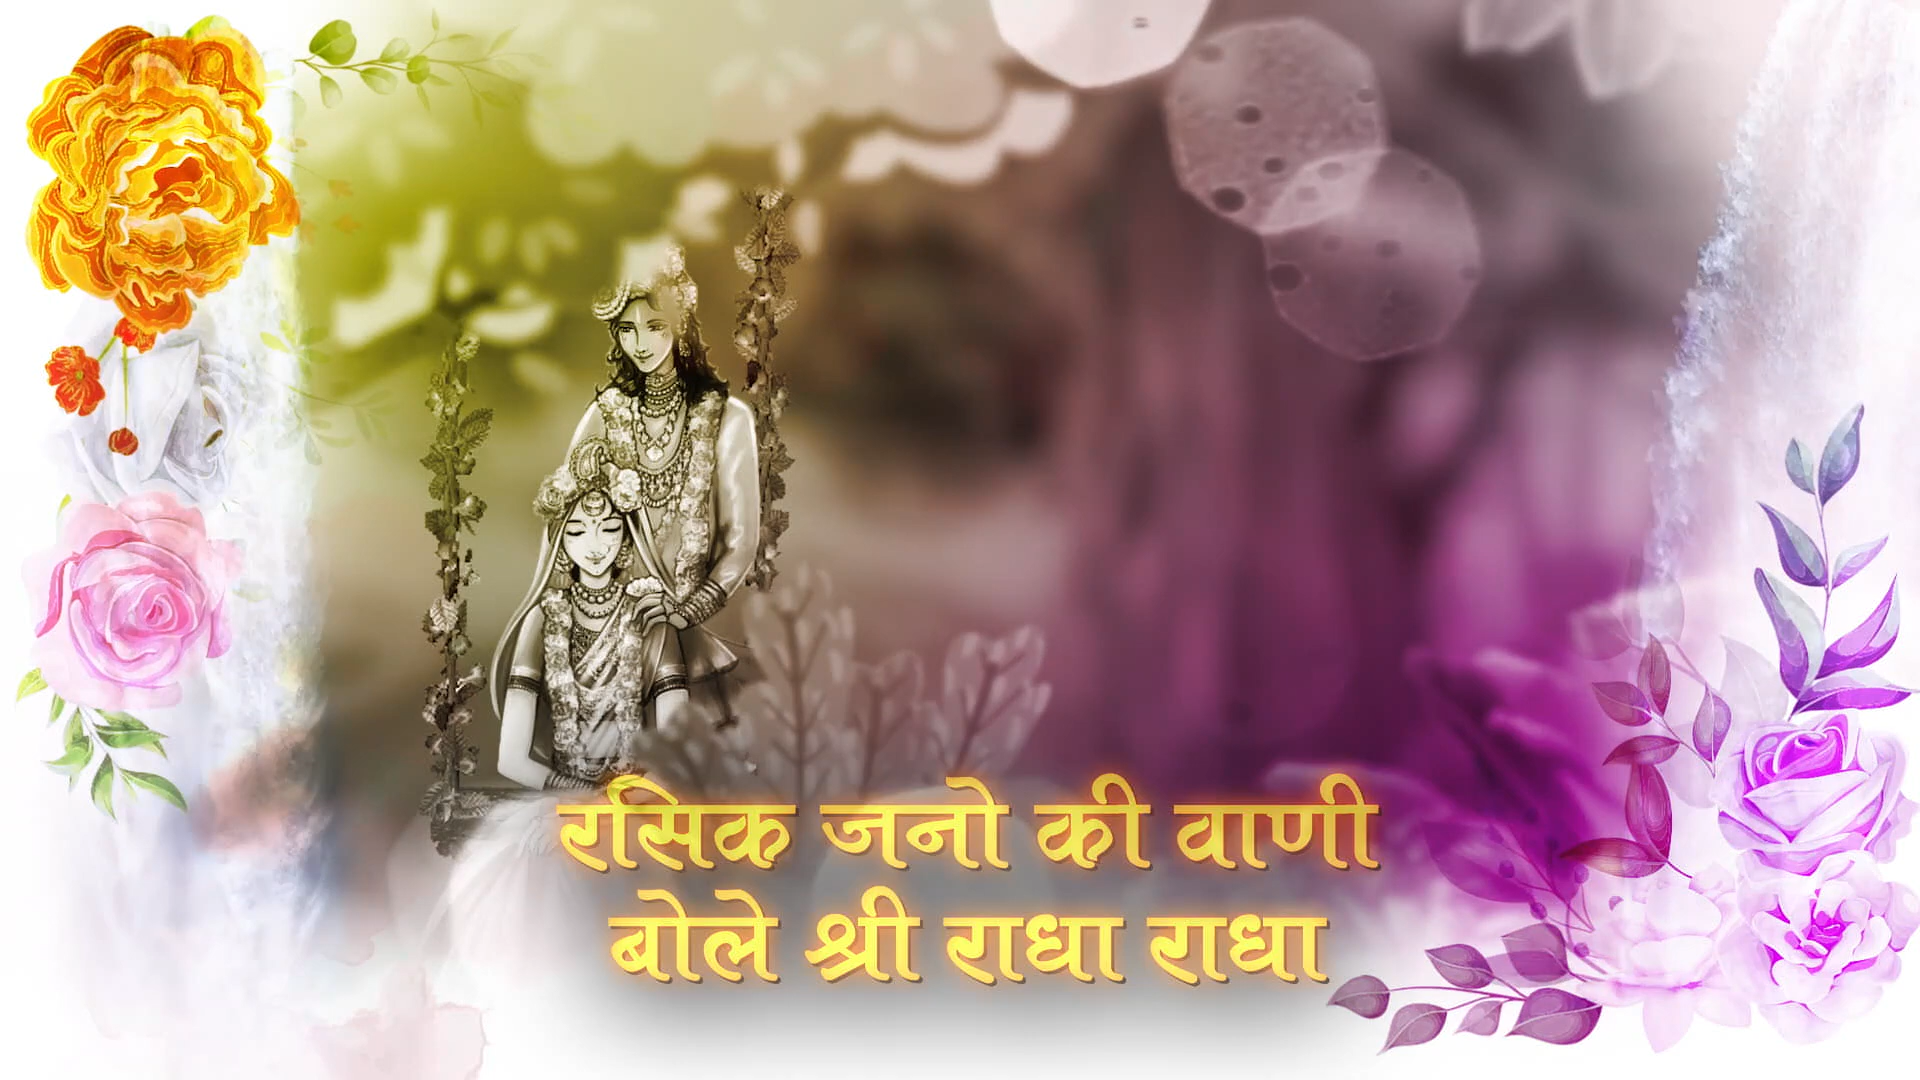 रसिक जनो की वाणी
बोले श्री राधा राधा